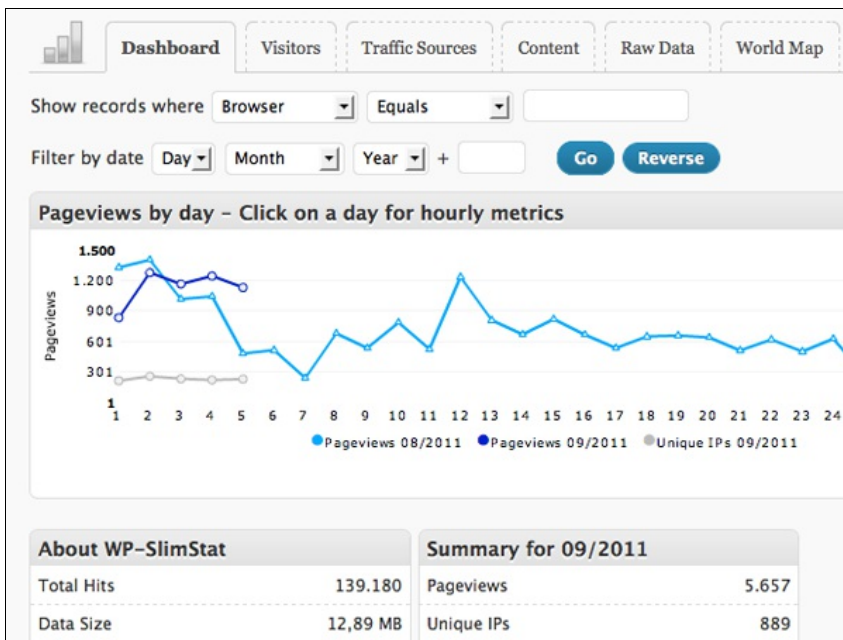 Dashboard Visitors Traffic Sources Content Raw Data World Map
Show records where Browser Equals
Filter by date Day Month Year + Go Reverse
Pageviews by day – Click on a day for hourly metrics
1.500
1.200
900
601
301
1
Pageviews
1 2 3 4 5 6 7 8 9 10 11 12 13 14 15 16 17 18 19 20 21 22 23 24
Pageviews 08/2011 Pageviews 09/2011 Unique IPs 09/2011
About WP-SlimStat
Total Hits 139.180
Data Size 12,89 MB
Summary for 09/2011
Pageviews 5.657
Unique IPs 889